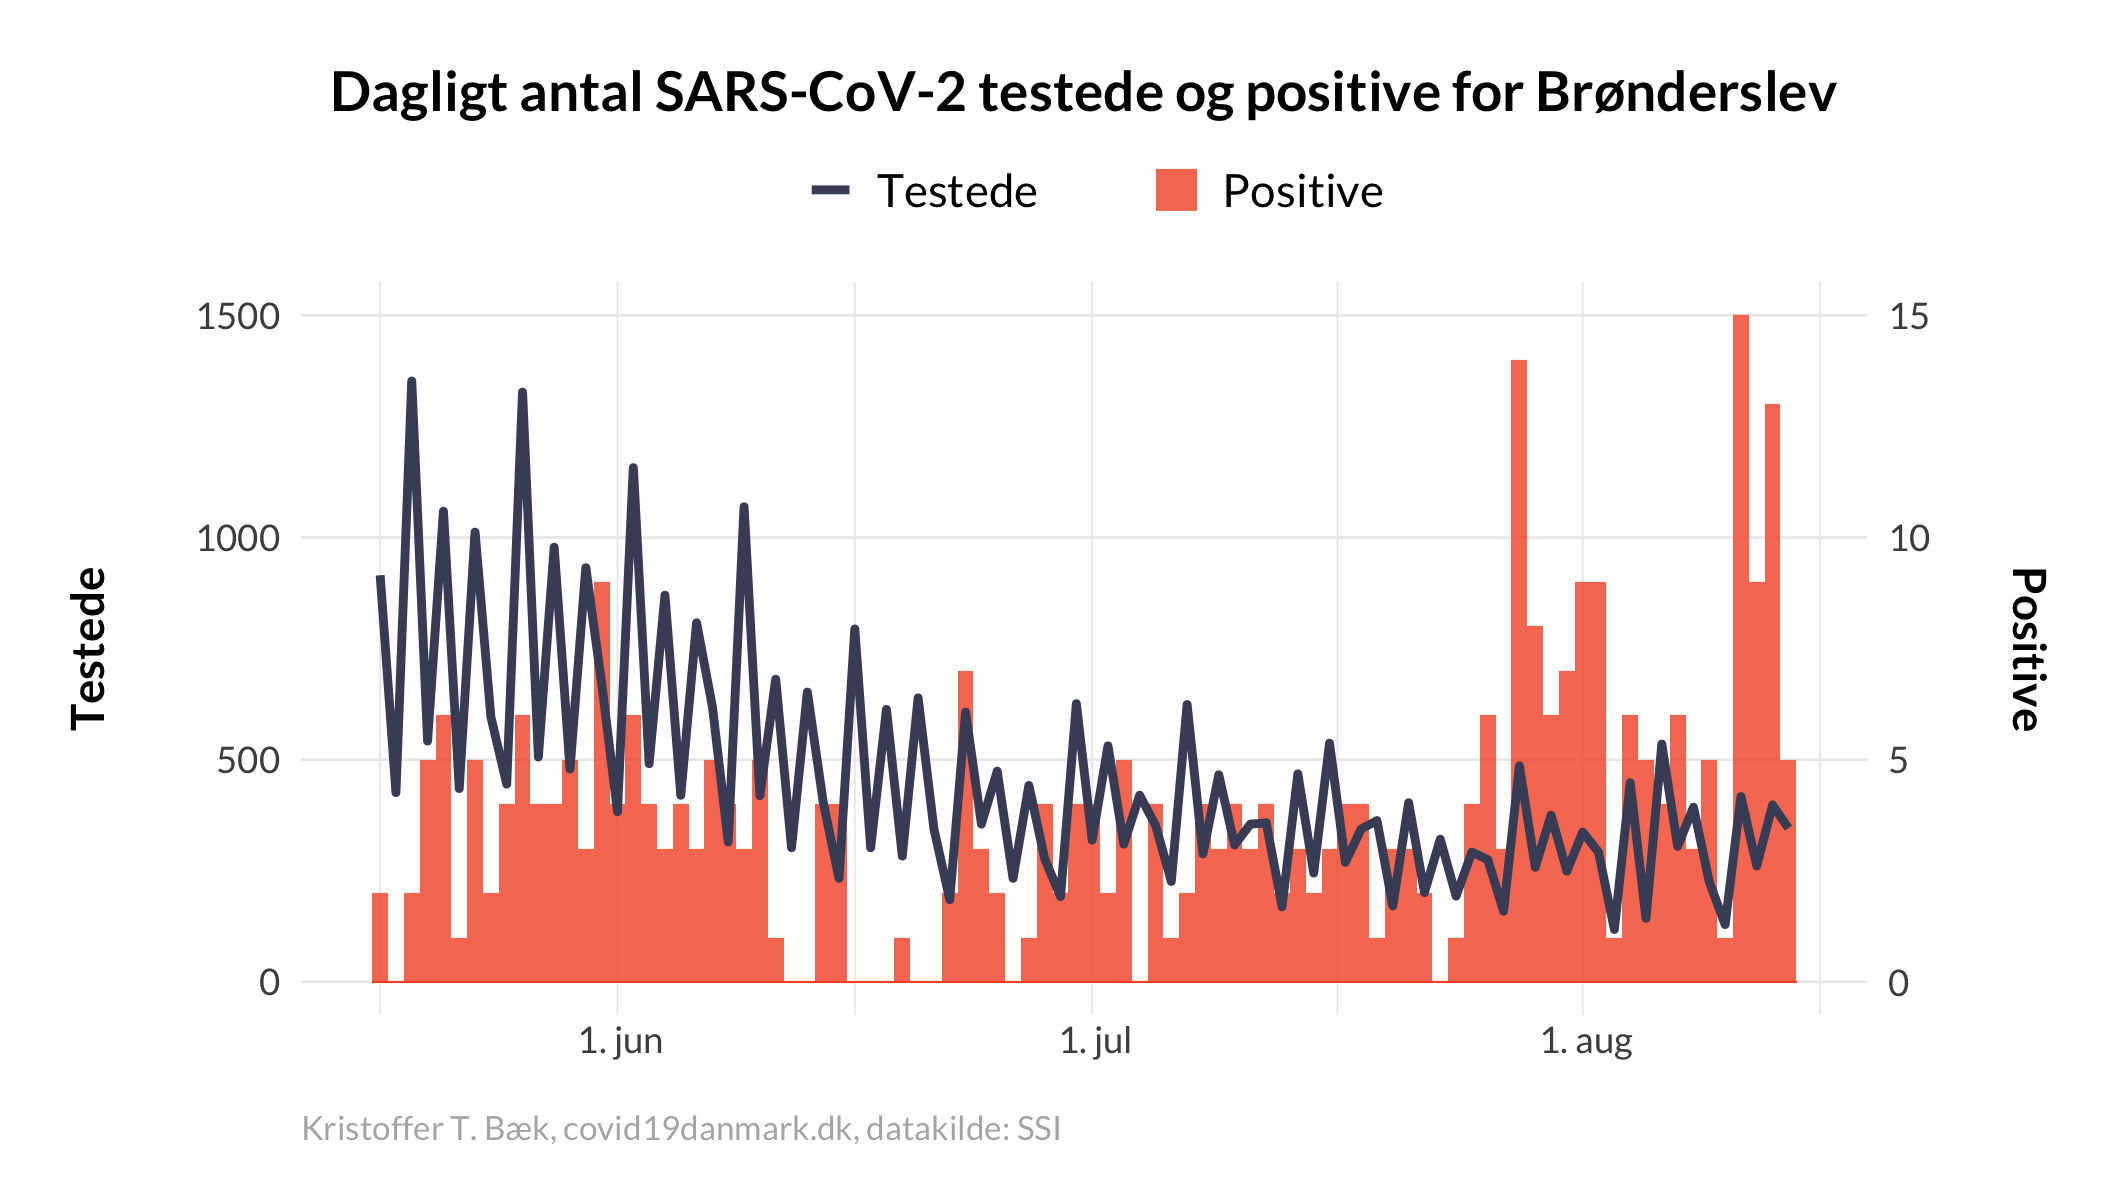 Dagligt antal SARS-CoV-2 testede og positive for Brønderslev
Testede Positive
1500 15
1000 10
500 5
0 0
Testede
Positive
1. jun 1. jul 1. aug
Kristoffer T. Bæk, covid19danmark.dk, datakilde: SSI